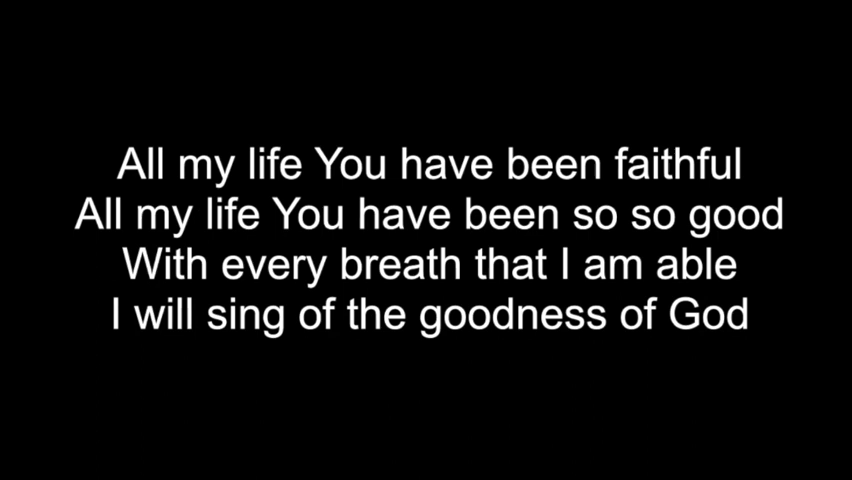 All my life You have been faithful
All my life You have been so so good
With every breath that I am able
I will sing of the goodness of God